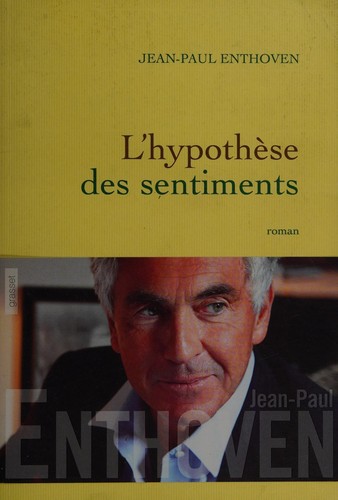 JEAN-PAUL ENTHOVEN
L'hypothèse
des sentiments
roman
grasset
Jean-Paul
ENTHOVEN